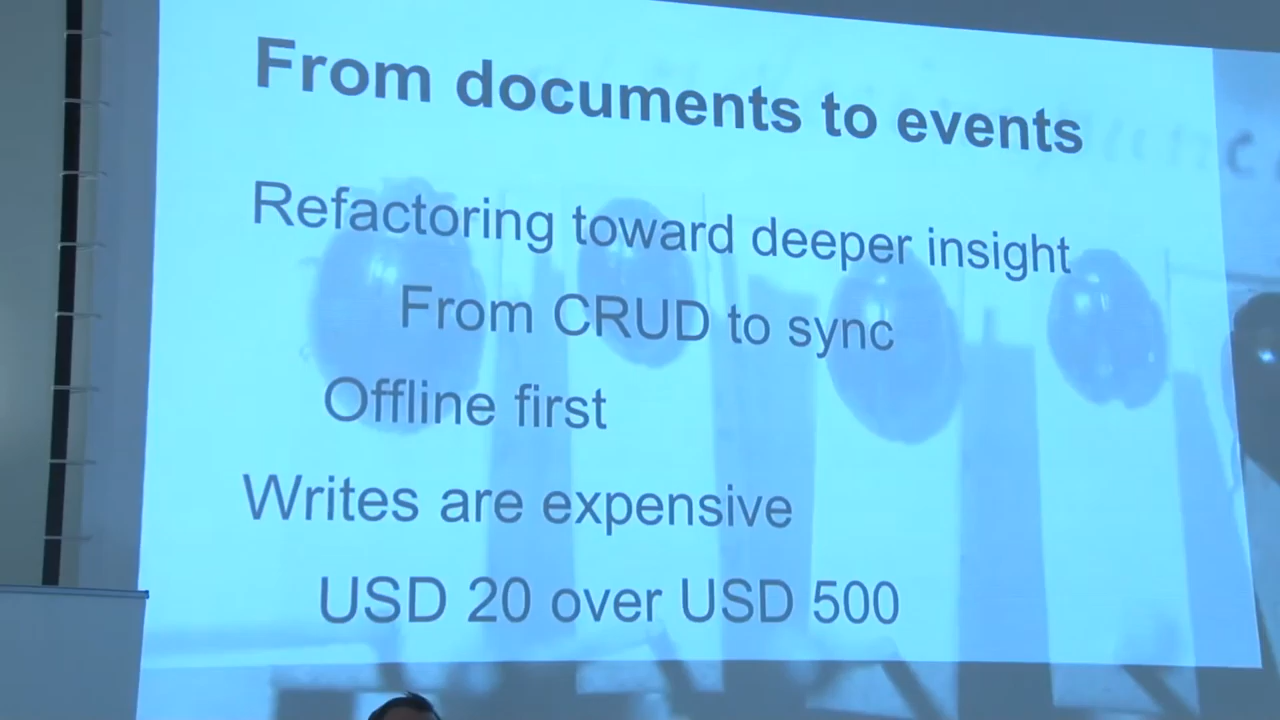 From documents to events
Refactoring toward deeper insight
From CRUD to sync
Offline first
Writes are expensive
USD 20 over USD 500